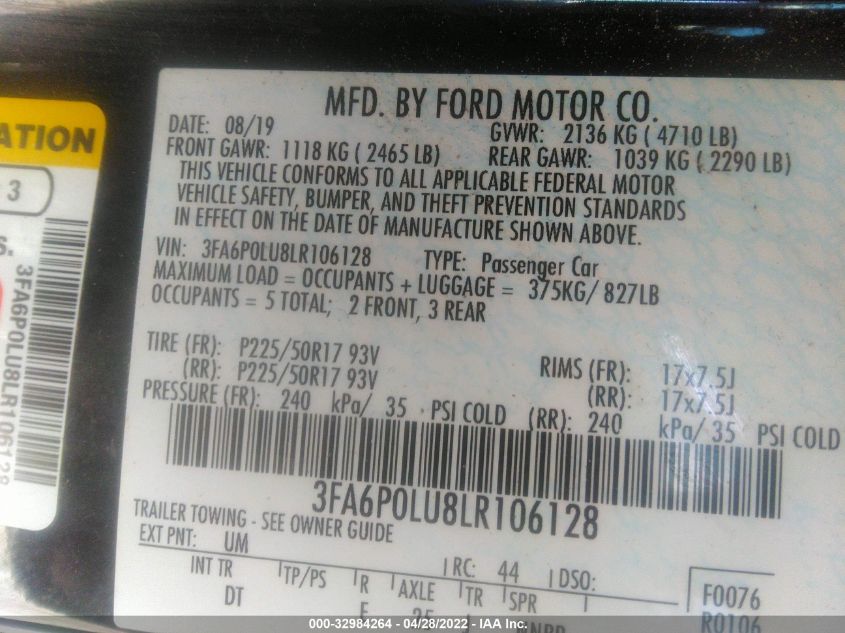 ATION
3
S.
3FA6P0LU8LR106128
MFD. BY FORD MOTOR CO.
DATE: 08/19 GVWR: 2136 KG ( 4710 LB)
FRONT GAWR: 1118 KG ( 2465 LB) REAR GAWR: 1039 KG ( 2290 LB)
THIS VEHICLE CONFORMS TO ALL APPLICABLE FEDERAL MOTOR
VEHICLE SAFETY, BUMPER, AND THEFT PREVENTION STANDARDS
IN EFFECT ON THE DATE OF MANUFACTURE SHOWN ABOVE.
VIN: 3FA6P0LU8LR106128 TYPE: Passenger Car
MAXIMUM LOAD = OCCUPANTS + LUGGAGE = 375KG/ 827LB
OCCUPANTS = 5 TOTAL; 2 FRONT, 3 REAR
TIRE (FR): P225/50R17 93V RIMS (FR): 17x7.5J
(RR): P225/50R17 93V (RR): 17x7.5J
PRESSURE (FR): 240 kPa/ 35 PSI COLD (RR): 240 kPa/ 35 PSI COLD
3FA6P0LU8LR106128
TRAILER TOWING - SEE OWNER GUIDE
EXT PNT: UM RC: 44 DSO:
INT TR TP/PS R AXLE TR SPR F0076
DT E 25 R0106
000-32984264 - 04/28/2022 - IAA Inc.